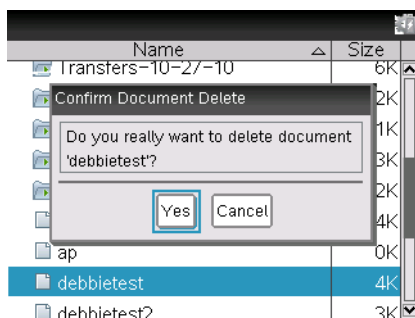 Name Size
Transfers-10-27-10 6K
Confirm Document Delete 2K
Do you really want to delete document 1K
'debbietest'? 3K
2K
Yes Cancel 4K
ap 0K
debbietest 4K
debbietest2 3K